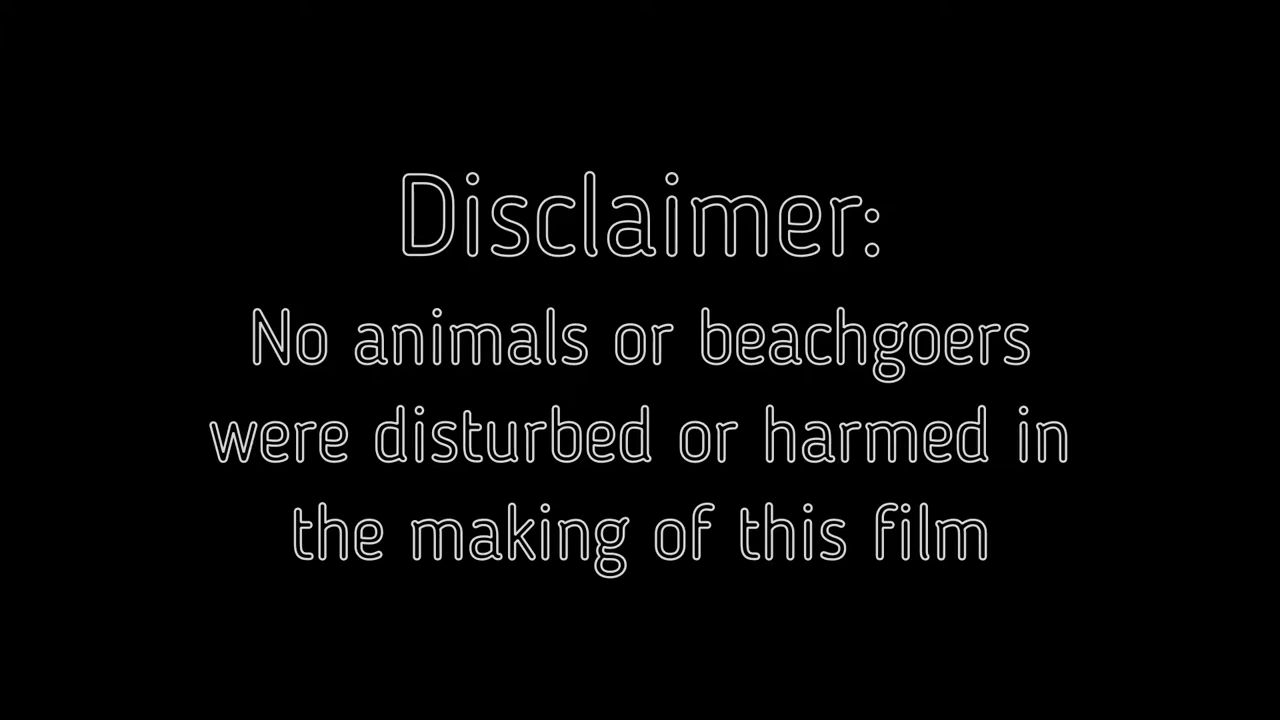 Disclaimer:
No animals or beachgoers
were disturbed or harmed in
the making of this film